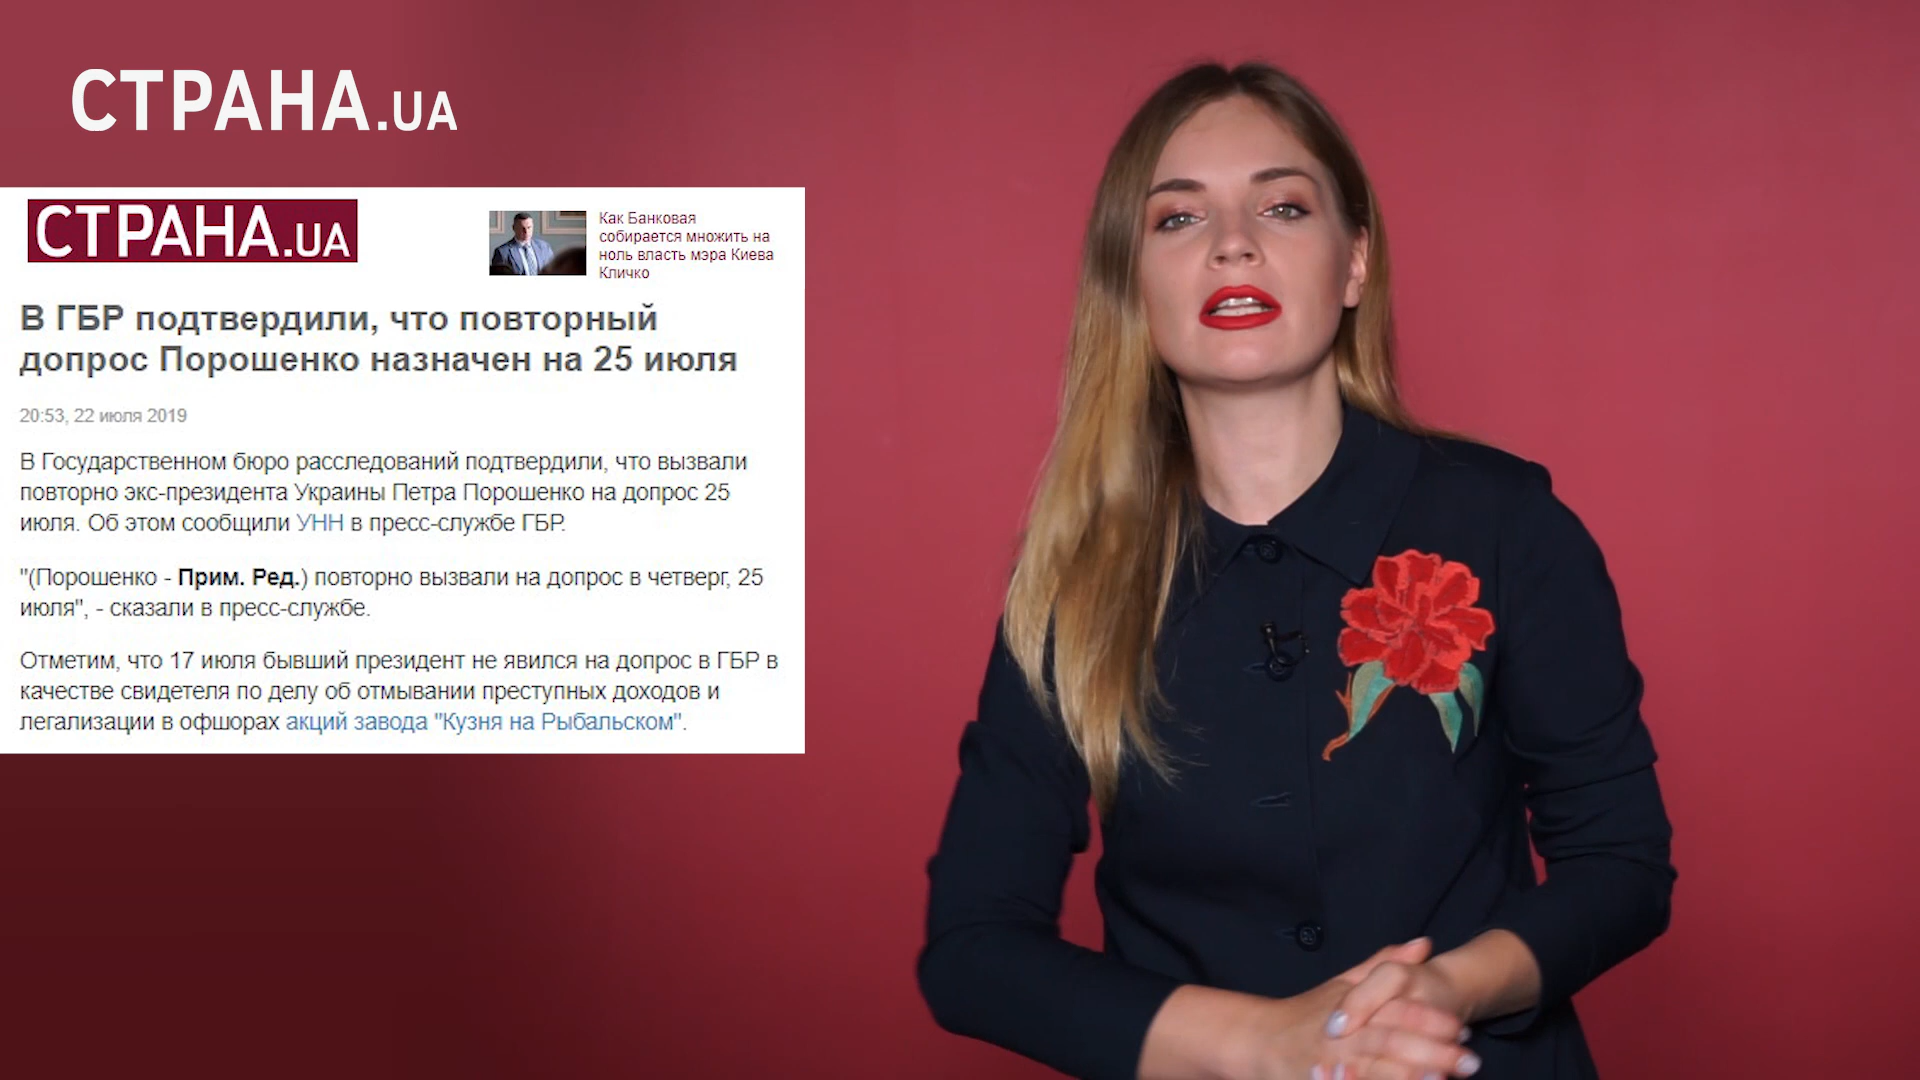 СТРАНА.UA
СТРАНА.UA
Как Банковая
собирается множить на
ноль власть мэра Киева
Кличко
В ГБР подтвердили, что повторный
допрос Порошенко назначен на 25 июля
20:53, 22 июля 2019
В Государственном бюро расследований подтвердили, что вызвали
повторно экс-президента Украины Петра Порошенко на допрос 25
июля. Об этом сообщили УНН в пресс-службе ГБР.
"(Порошенко - Прим. Ред.) повторно вызвали на допрос в четверг, 25
июля", - сказали в пресс-службе.
Отметим, что 17 июля бывший президент не явился на допрос в ГБР в
качестве свидетеля по делу об отмывании преступных доходов и
легализации в офшорах акций завода "Кузня на Рыбальском".